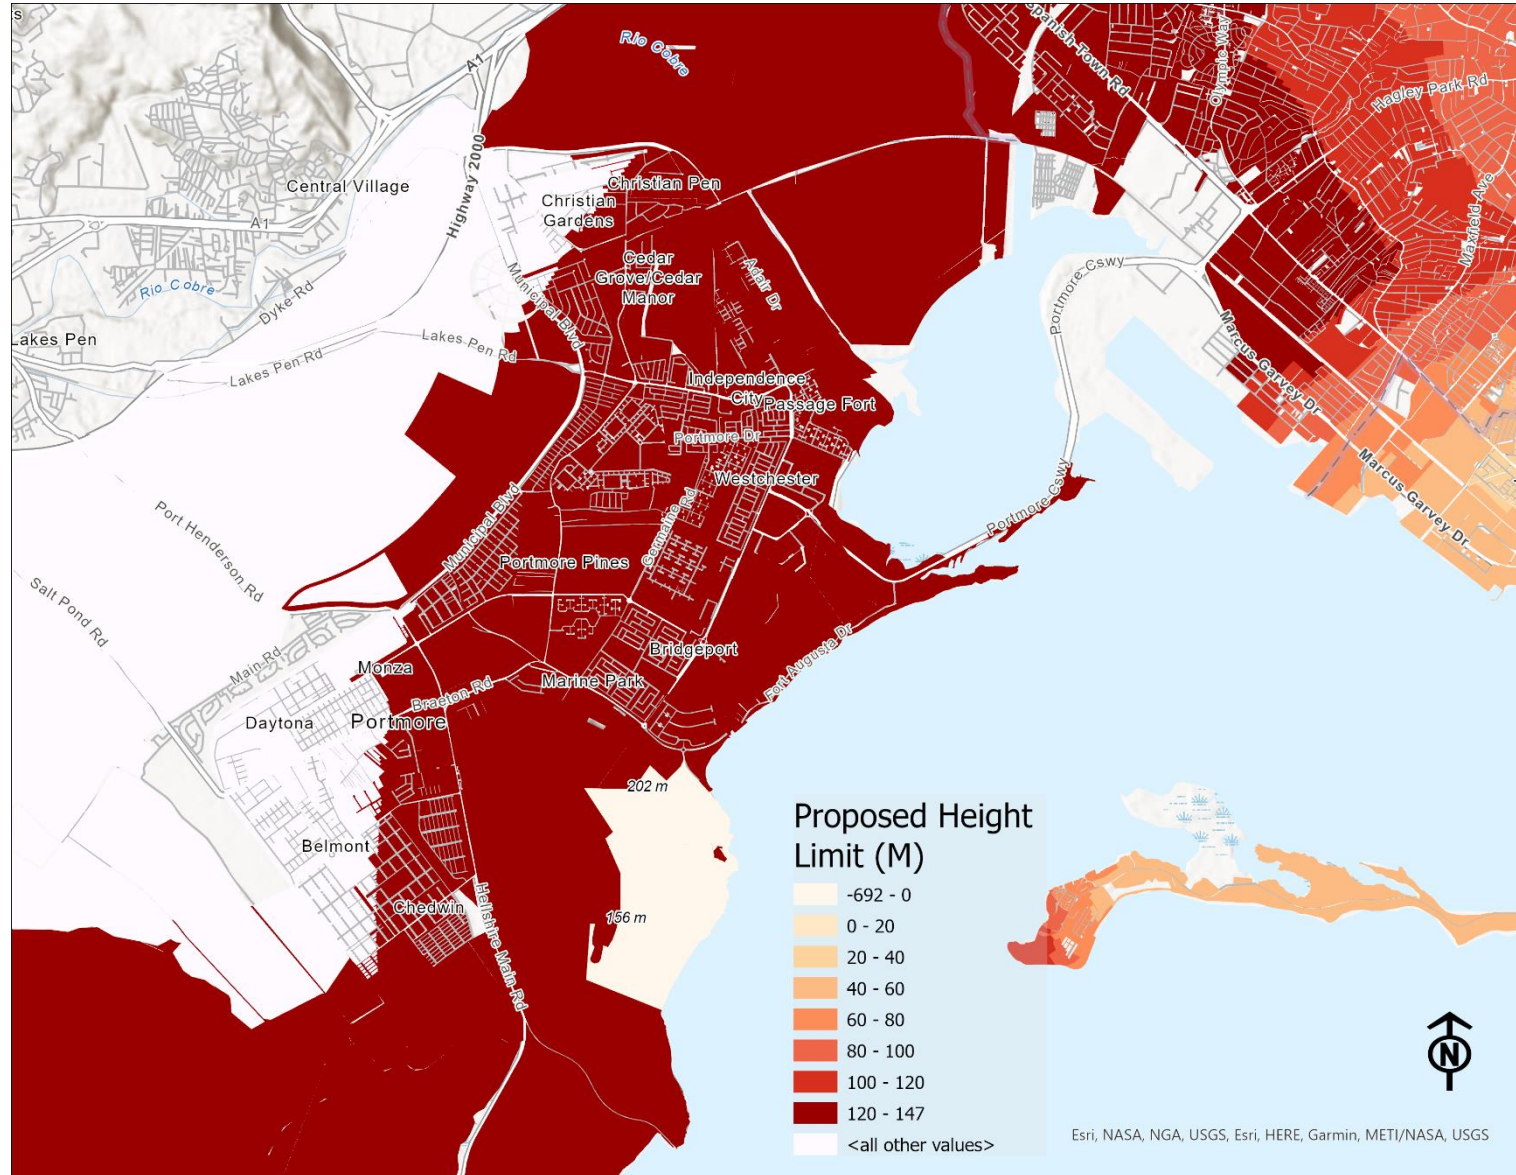 Rio Cobre
A1
Spanish Town Rd
Olympic Way
Hagley Park Rd
Central Village
Highway 2000
Christian Pen
Christian
Gardens
A1
Maxfield Ave
Cedar
Grove/Cedar
Manor
Adair Dr
Portmore Cswy
Rio Cobre
Dyke Rd
Municipal Blvd
Lakes Pen
Lakes Pen Rd
Lakes Pen Rd
Marcus Garvey Dr
Independence
City
Passage Fort
Portmore Dr
Westchester
Marcus Garvey Dr
Port Henderson Rd
Municipal Blvd
Germaine Rd
Portmore Cswy
Portmore Pines
Salt Pond Rd
Main Rd
Monza
Bridgeport
Marine Park
Braeton Rd
Fort Augusta Dr
Daytona
Portmore
202 m
Belmont
Chedwin
156 m
Hellshire Main Rd
Proposed Height
Limit (M)
-692 - 0
0 - 20
20 - 40
40 - 60
60 - 80
80 - 100
100 - 120
120 - 147
<all other values>
N
Esri, NASA, NGA, USGS, Esri, HERE, Garmin, METI/NASA, USGS